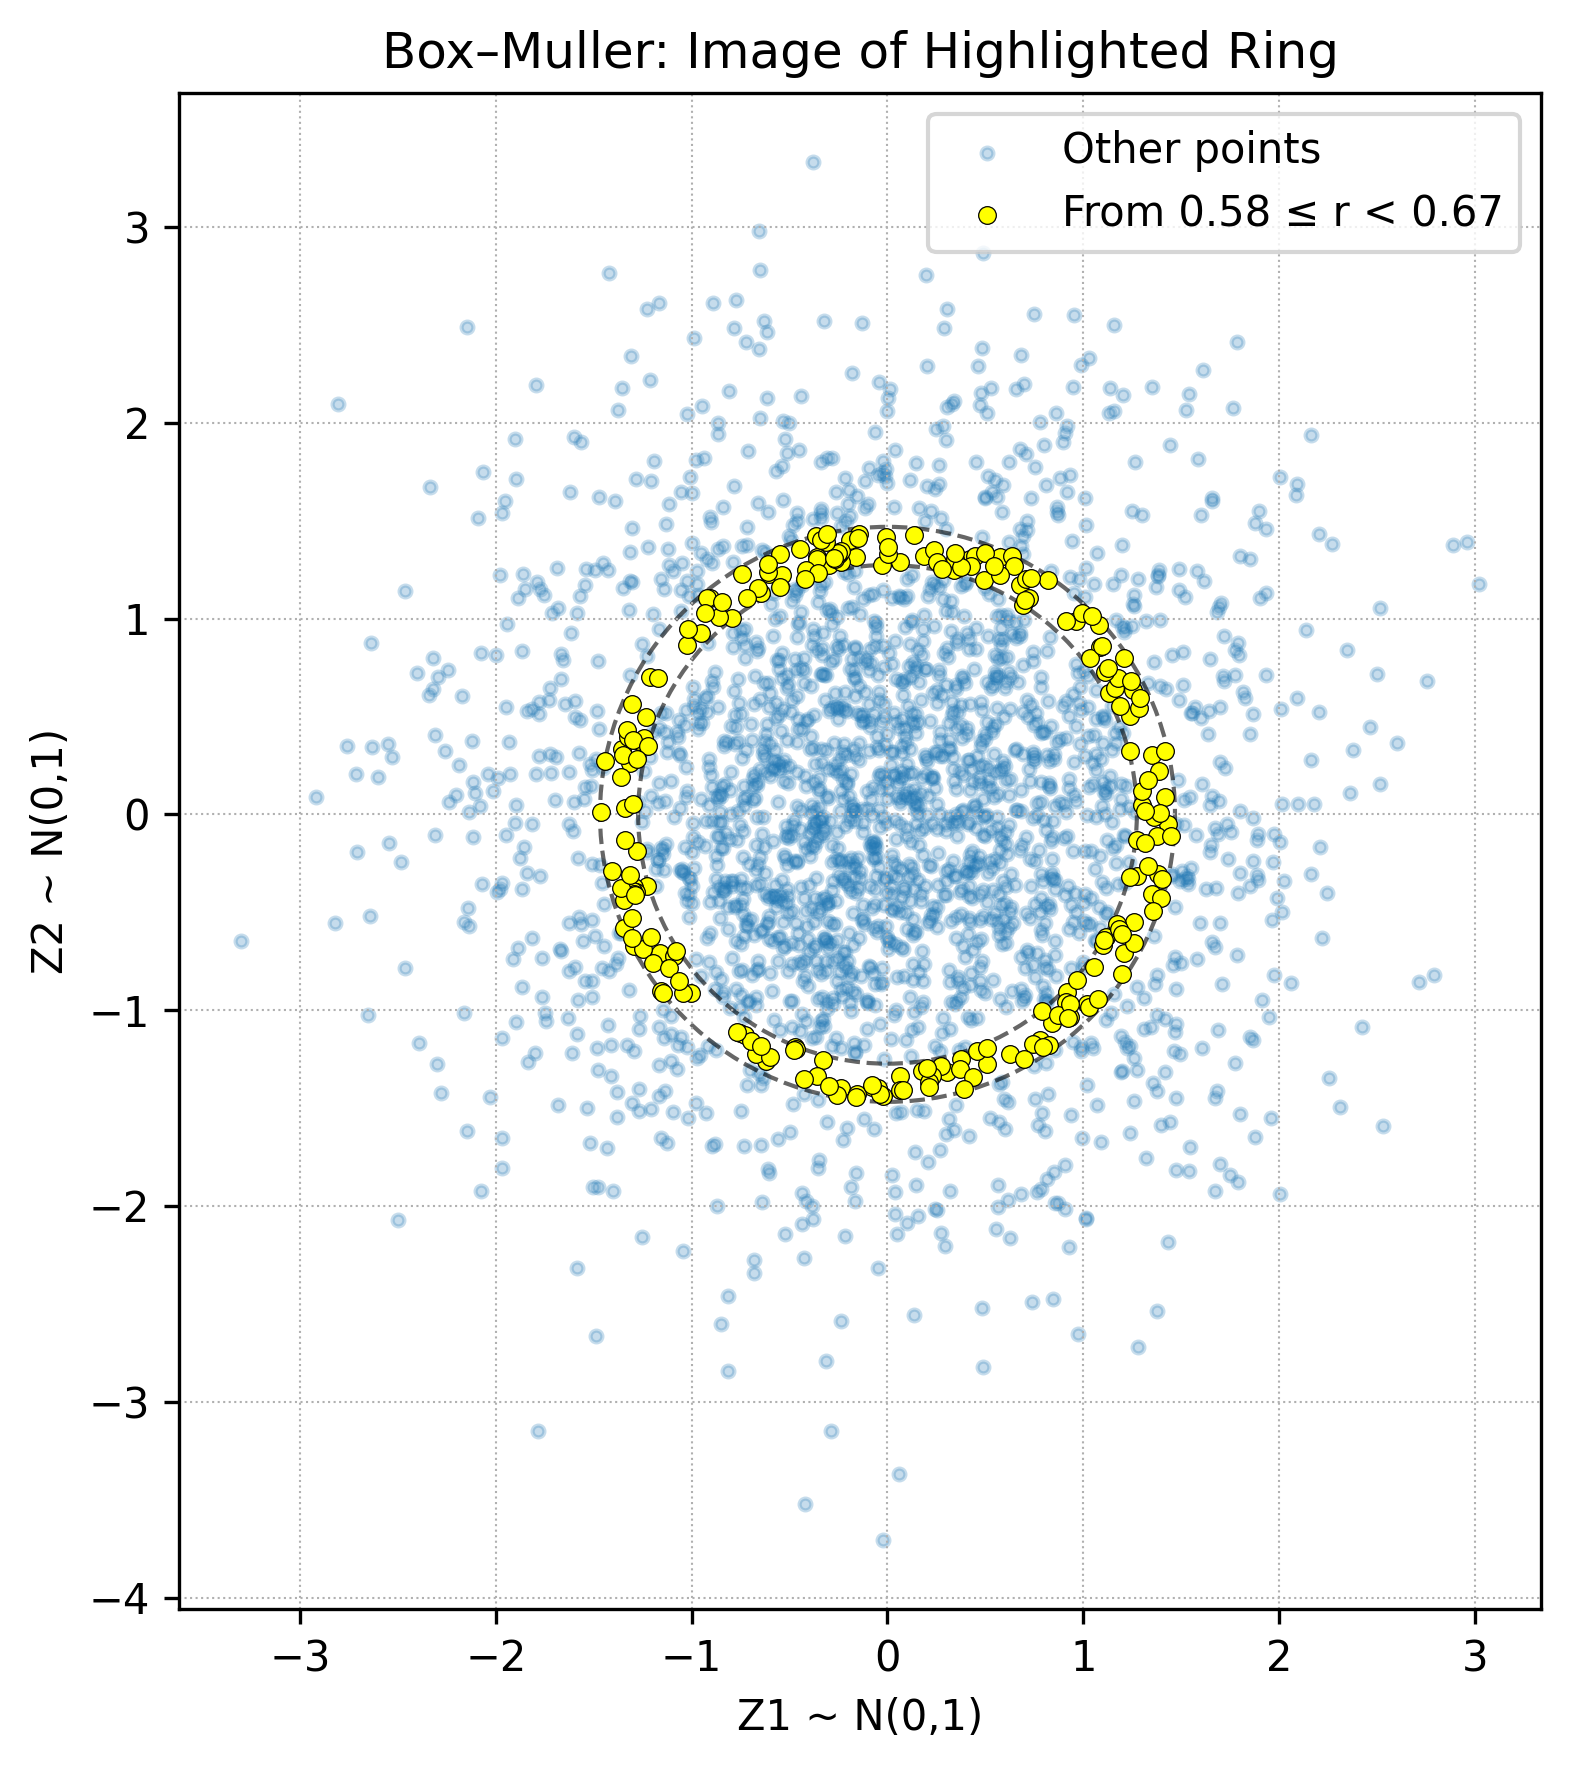 Box–Muller: Image of Highlighted Ring
Other points
From 0.58 ≤ r < 0.67
Z2 ~ N(0,1)
3
2
1
0
−1
−2
−3
−4
−3 −2 −1 0 1 2 3
Z1 ~ N(0,1)